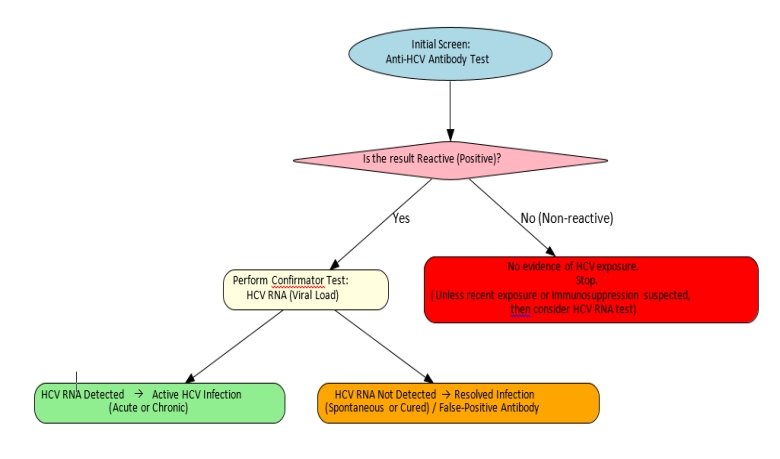 Initial Screen:
Anti-HCV Antibody Test
Is the result Reactive (Positive)?
Yes
No (Non-reactive)
Perform Confirmator Test:
HCV RNA (Viral Load)
No evidence of HCV exposure.
Stop.
(Unless recent exposure or immunosuppression suspected,
then consider HCV RNA test)
HCV RNA Detected → Active HCV Infection
(Acute or Chronic)
HCV RNA Not Detected → Resolved Infection
(Spontaneous or Cured) / False-Positive Antibody